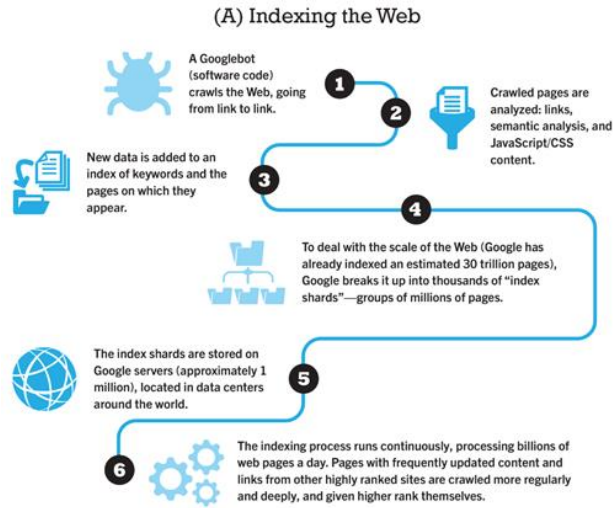 (A) Indexing the Web
A Googlebot
(software code)
crawls the Web, going
from link to link.
1
2
Crawled pages are
analyzed: links,
semantic analysis, and
JavaScript/CSS
content.
New data is added to an
index of keywords and the
pages on which they
appear.
3
4
To deal with the scale of the Web (Google has
already indexed an estimated 30 trillion pages),
Google breaks it up into thousands of “index
shards”—groups of millions of pages.
The index shards are stored on
Google servers (approximately 1
million), located in data centers
around the world.
5
6
The indexing process runs continuously, processing billions of
web pages a day. Pages with frequently updated content and
links from other highly ranked sites are crawled more regularly
and deeply, and given higher rank themselves.